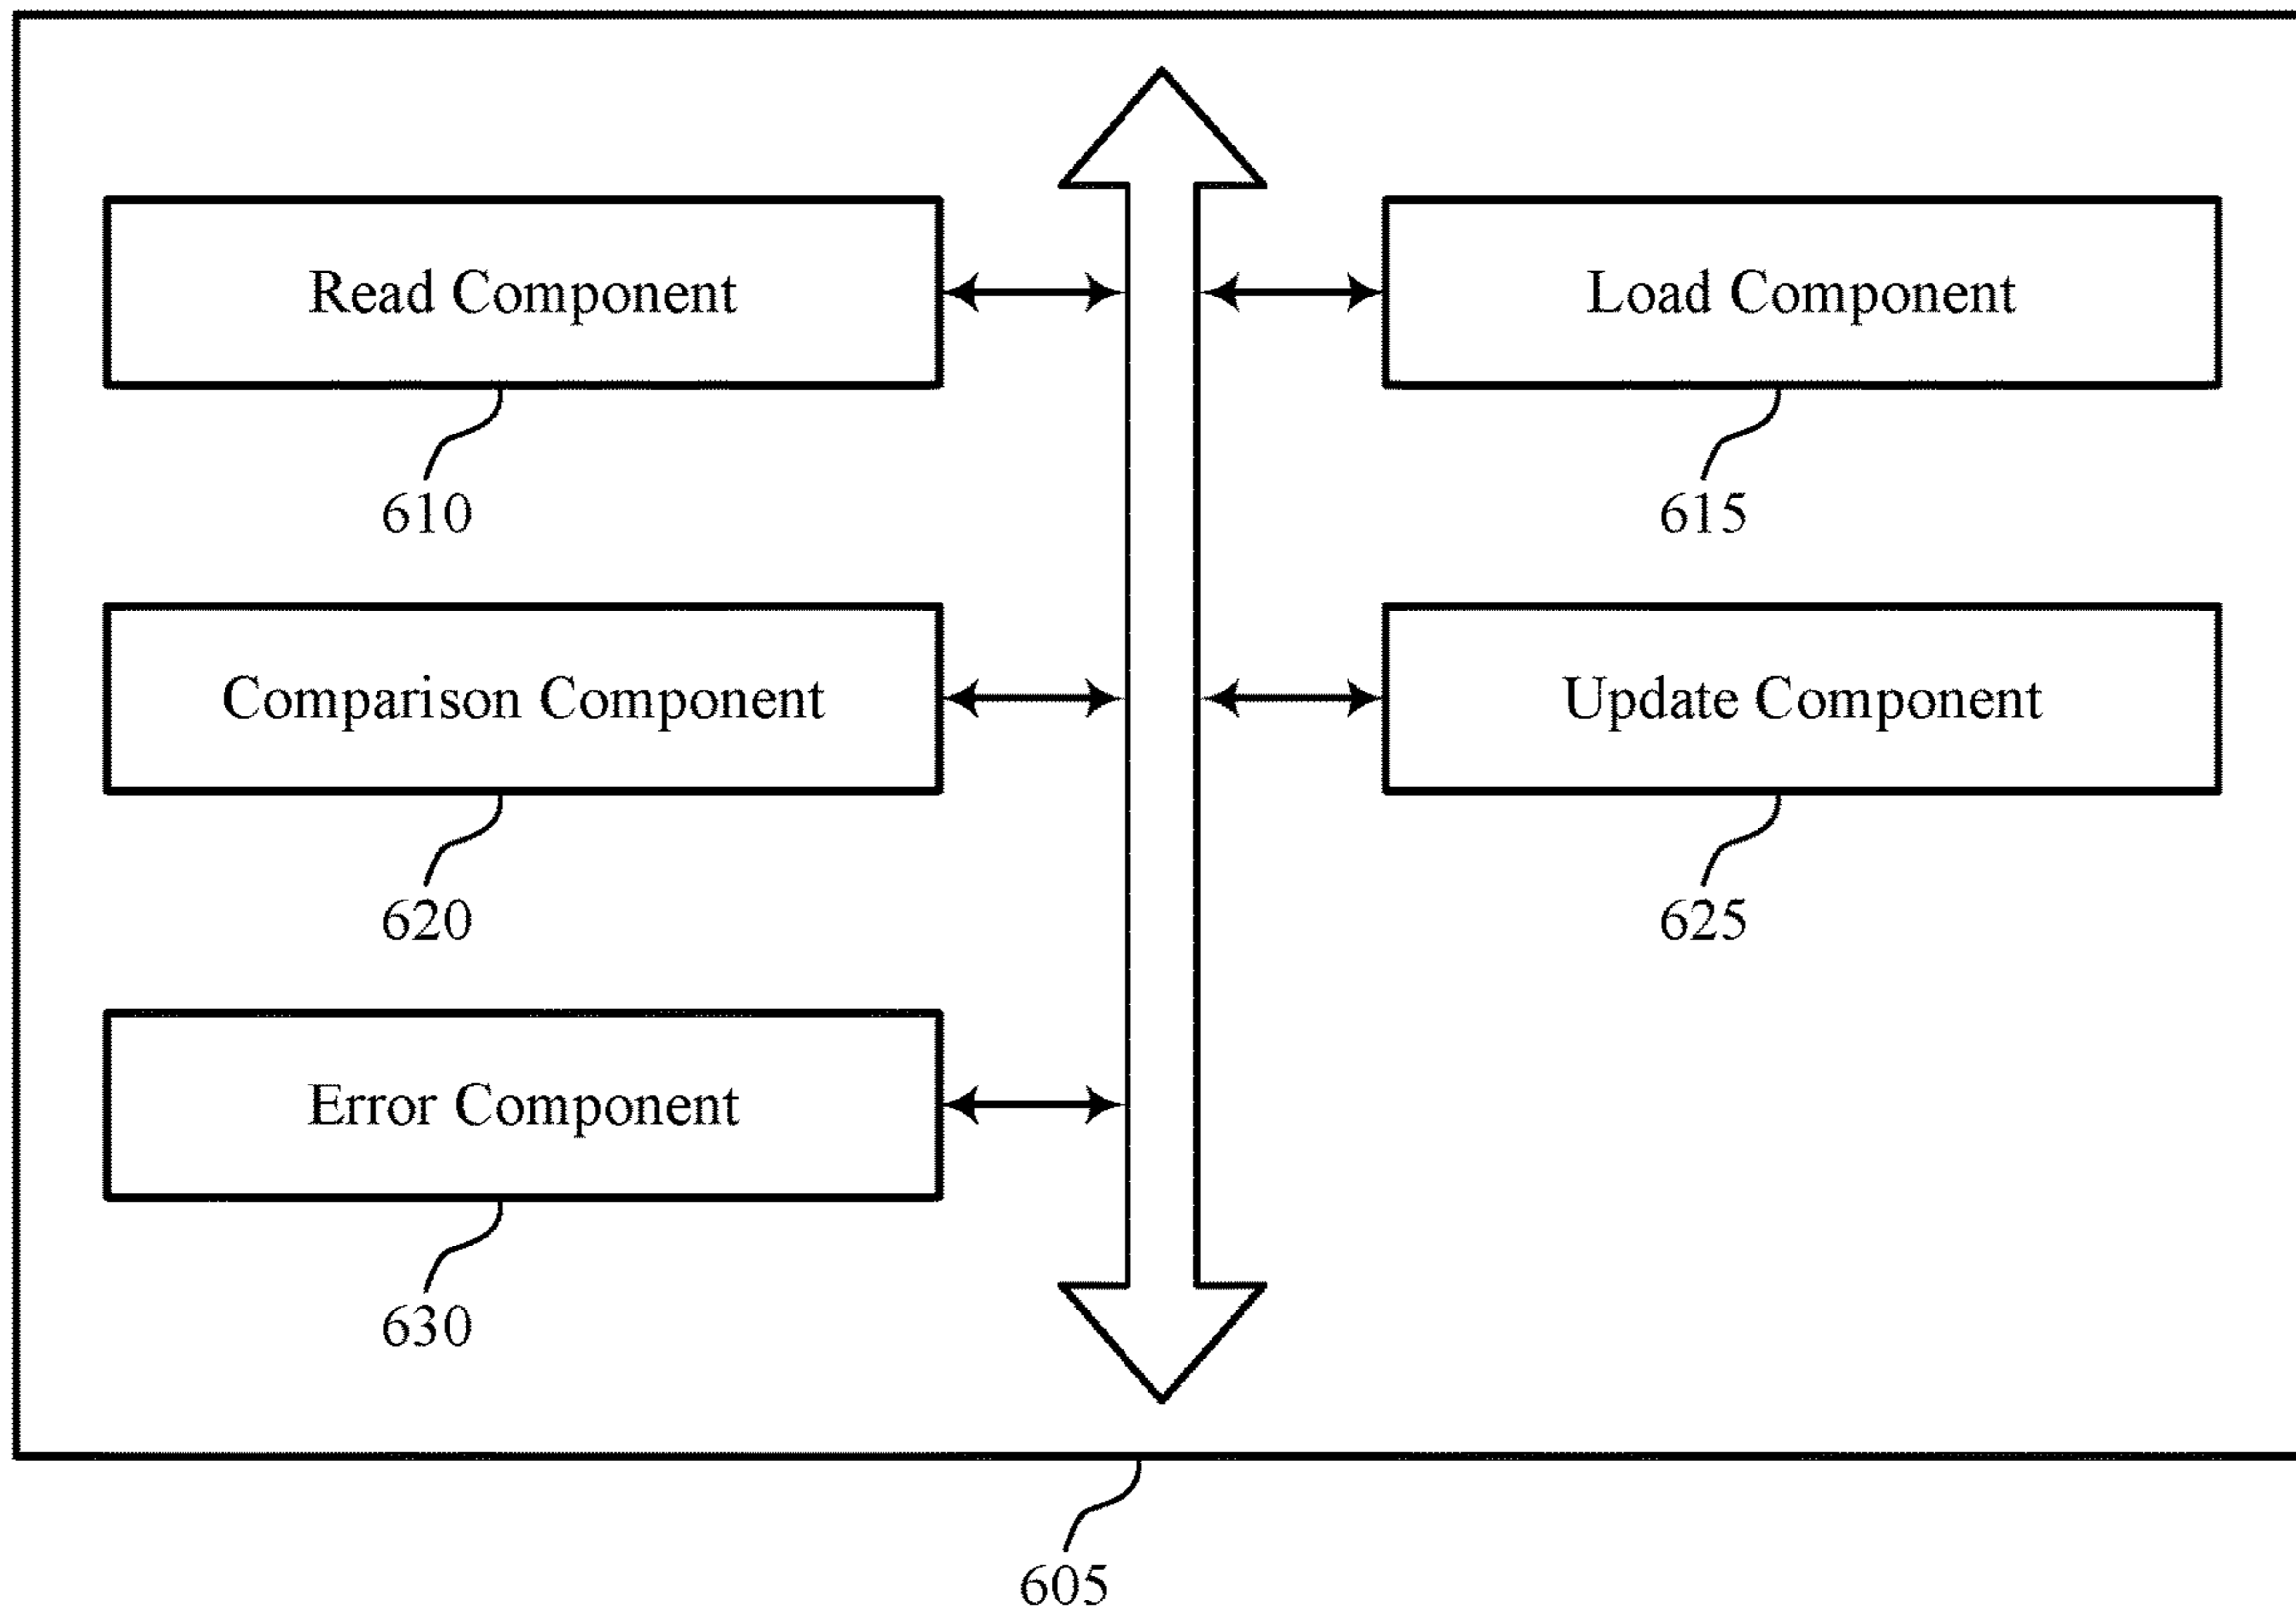 Read Component
Load Component
610
615
Comparison Component
Update Component
620
625
Error Component
630
605